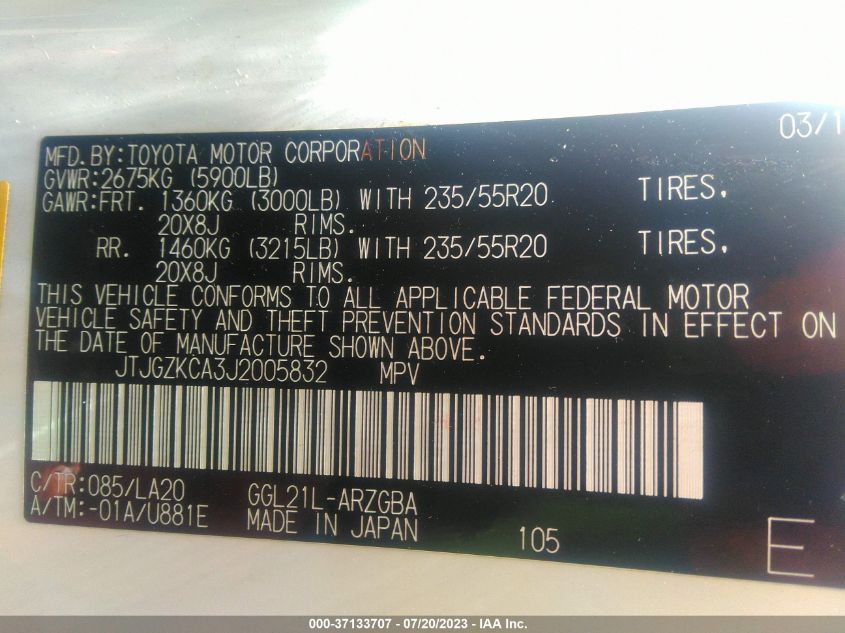 03/1
MFD.BY:TOYOTA MOTOR CORPORATION
GVWR:2675KG (5900LB)
GAWR:FRT. 1360KG (3000LB) WITH 235/55R20 TIRES.
20X8J RIMS.
RR. 1460KG (3215LB) WITH 235/55R20 TIRES.
20X8J RIMS.
THIS VEHICLE CONFORMS TO ALL APPLICABLE FEDERAL MOTOR
VEHICLE SAFETY AND THEFT PREVENTION STANDARDS IN EFFECT ON
THE DATE OF MANUFACTURE SHOWN ABOVE.
JTJGZKCA3J2005832 MPV
C/TR:085/LA20 GGL21L-ARZGBA
A/TM:-01A/U881E MADE IN JAPAN 105 E
000-37133707 - 07/20/2023 - IAA Inc.